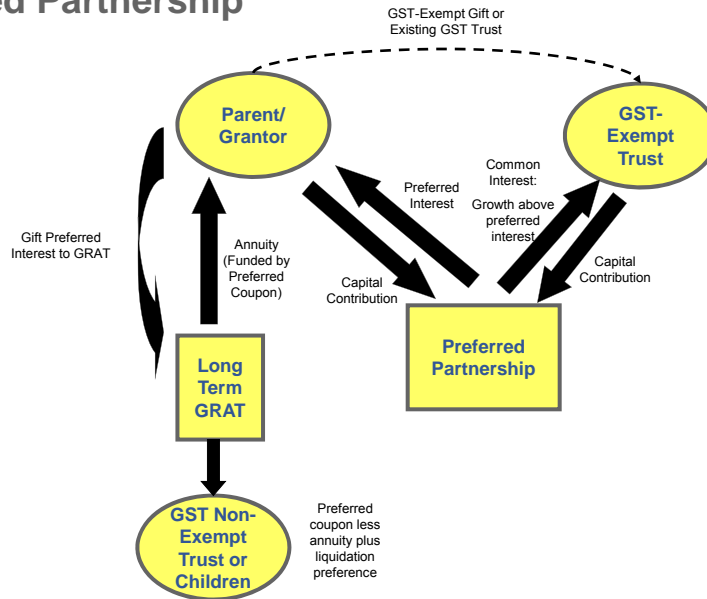 ed Partnership
GST-Exempt Gift or
Existing GST Trust
Parent/
Grantor
GST-
Exempt
Trust
Common
Interest:
Growth above
preferred
interest
Preferred
Interest
Gift Preferred
Interest to GRAT
Annuity
(Funded by
Preferred
Coupon)
Capital
Contribution
Capital
Contribution
Long
Term
GRAT
Preferred
Partnership
GST Non-
Exempt
Trust or
Children
Preferred
coupon less
annuity plus
liquidation
preference